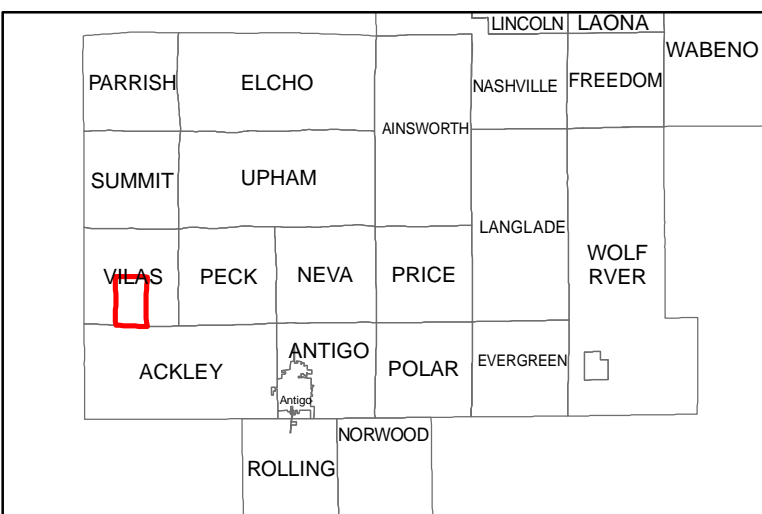 LINCOLN LAONA
WABENO
PARRISH ELCHO NASHVILLE FREEDOM
AINSWORTH
SUMMIT UPHAM
LANGLADE
VILAS PECK NEVA PRICE WOLF
RVER
ANTIGO
ACKLEY POLAR EVERGREEN
Antigo
NORWOOD
ROLLING